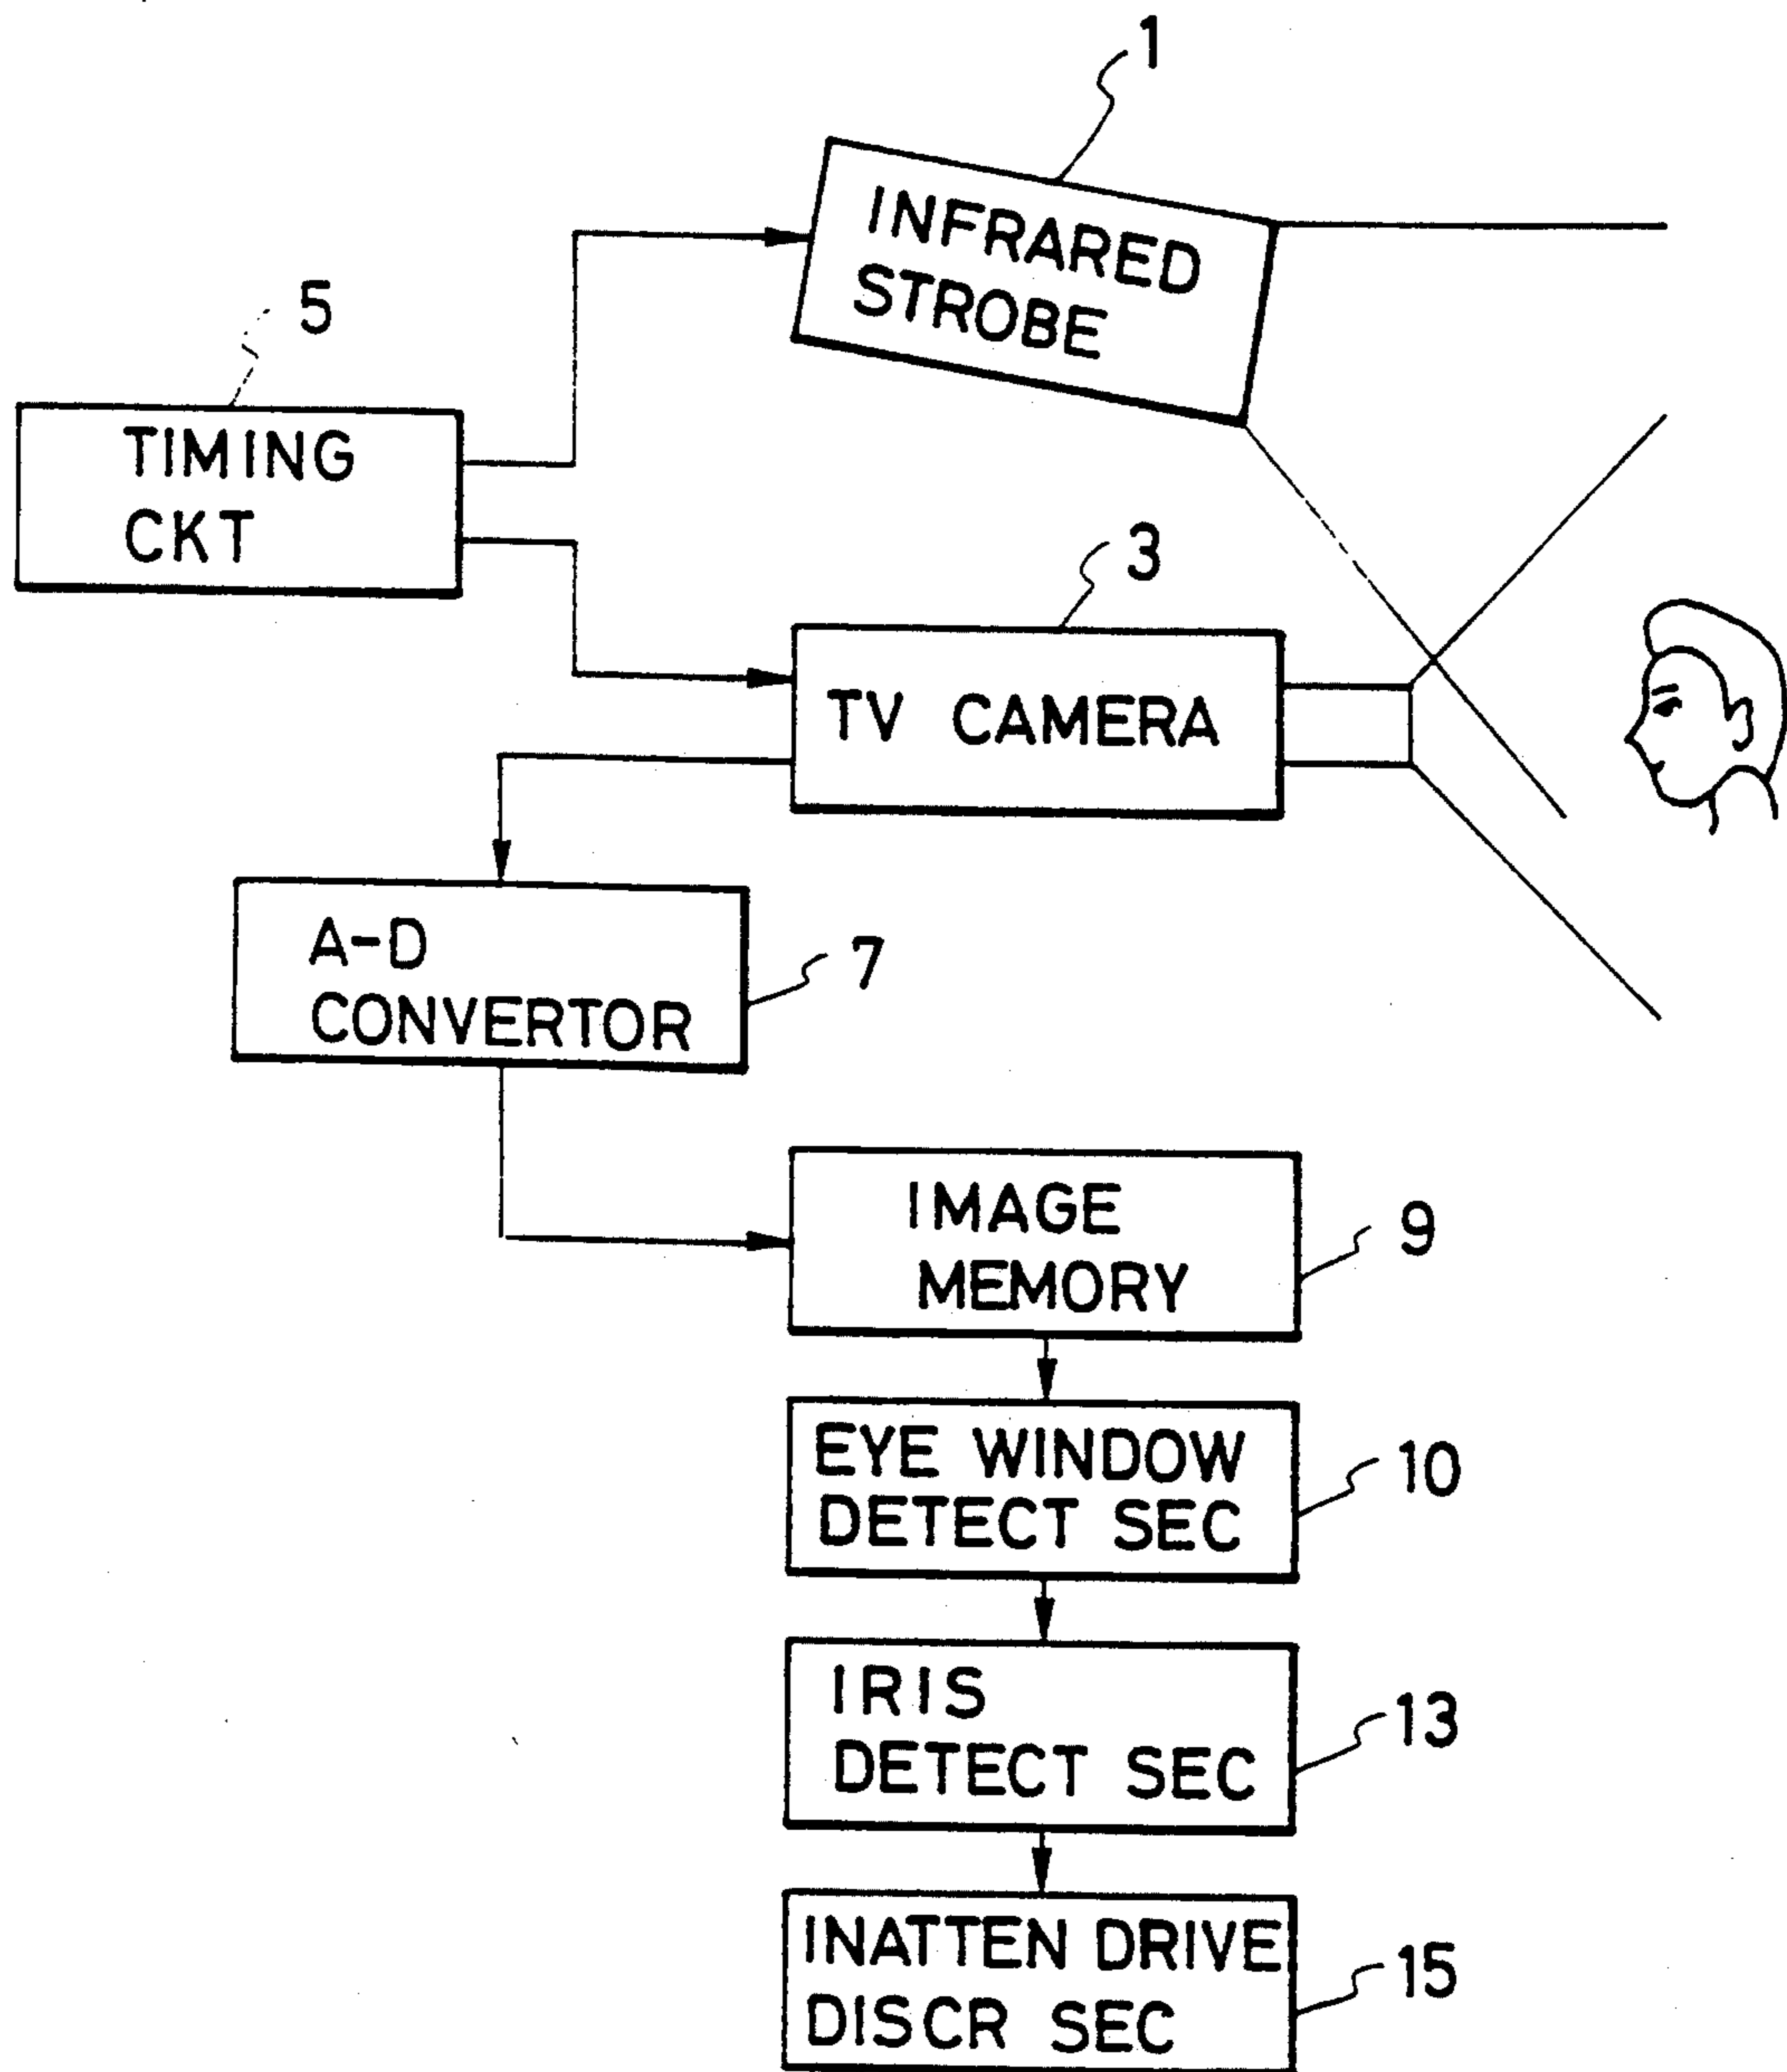 1
INFRARED
STROBE
5
TIMING
CKT
3
TV CAMERA
A-D
CONVERTOR
7
IMAGE
MEMORY
9
EYE WINDOW
DETECT SEC
10
IRIS
DETECT SEC
13
INATTEN DRIVE
DISCR SEC
15